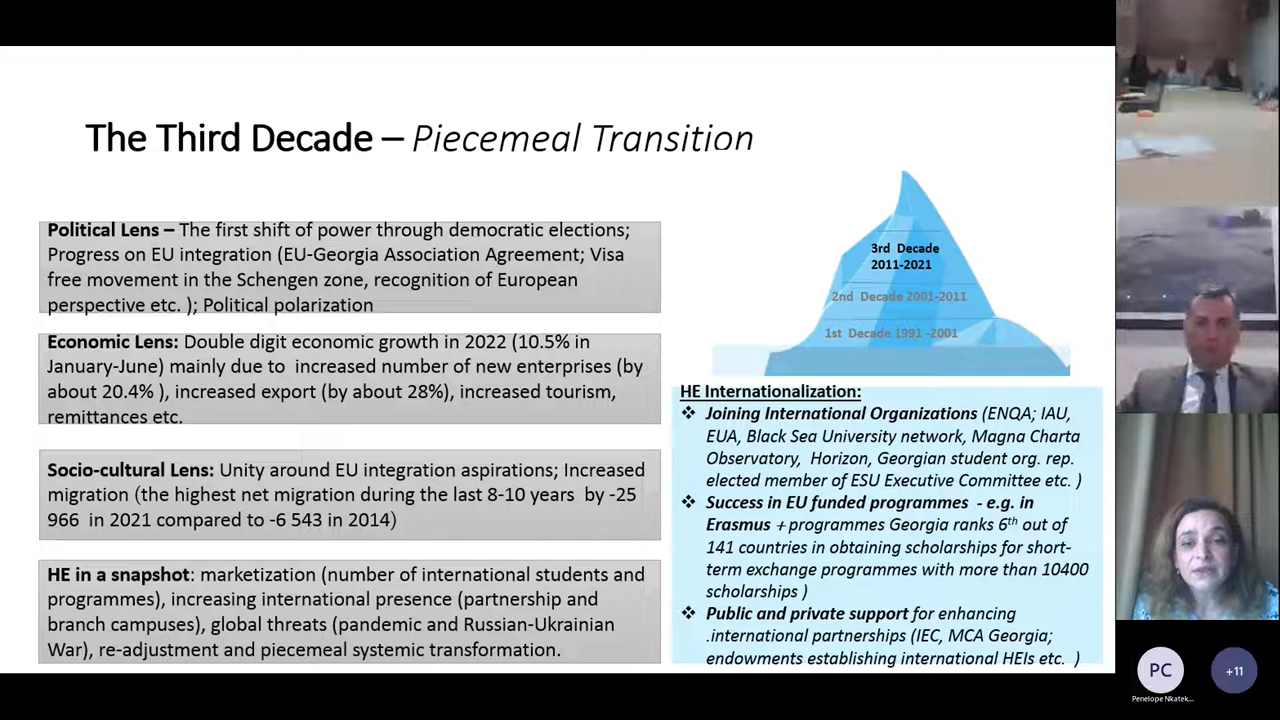 The Third Decade – Piecemeal Transition
Political Lens – The first shift of power through democratic elections;
Progress on EU integration (EU-Georgia Association Agreement; Visa
free movement in the Schengen zone, recognition of European
perspective etc. ); Political polarization
Economic Lens: Double digit economic growth in 2022 (10.5% in
January-June) mainly due to increased number of new enterprises (by
about 20.4% ), increased export (by about 28%), increased tourism,
remittances etc.
Socio-cultural Lens: Unity around EU integration aspirations; Increased
migration (the highest net migration during the last 8-10 years by -25
966 in 2021 compared to -6 543 in 2014)
HE in a snapshot: marketization (number of international students and
programmes), increasing international presence (partnership and
branch campuses), global threats (pandemic and Russian-Ukrainian
War), re-adjustment and piecemeal systemic transformation.
3rd Decade
2011-2021
2nd Decade 2001-2011
1st Decade 1991 -2001
HE Internationalization:
❖ Joining International Organizations (ENQA; IAU,
EUA, Black Sea University network, Magna Charta
Observatory, Horizon, Georgian student org. rep.
elected member of ESU Executive Committee etc. )
❖ Success in EU funded programmes - e.g. in
Erasmus + programmes Georgia ranks 6th out of
141 countries in obtaining scholarships for short-
term exchange programmes with more than 10400
scholarships )
❖ Public and private support for enhancing
.international partnerships (IEC, MCA Georgia;
endowments establishing international HEIs etc. )
PC
Penelope Nkatek...
+11